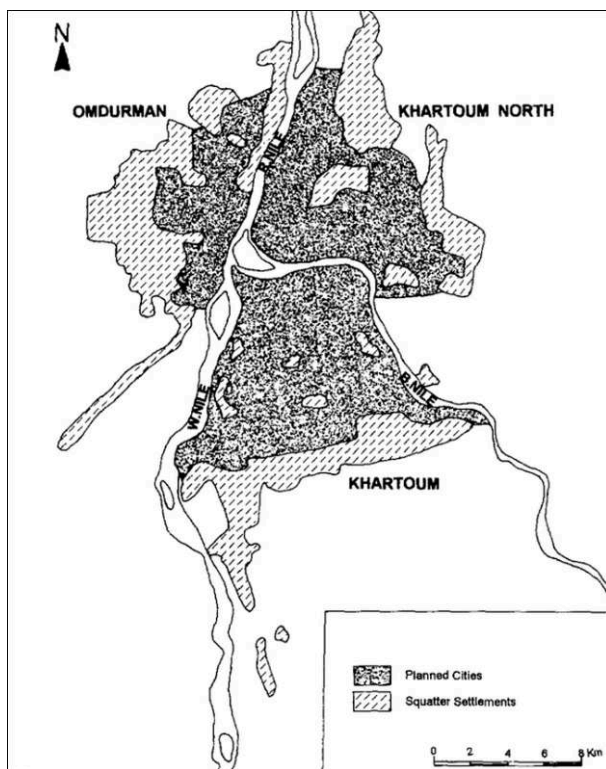 N
OMDURMAN
KHARTOUM NORTH
R.NILE
W.NILE
B.NILE
KHARTOUM
Planned Cities
Squatter Settlements
0 2 4 6 8 Km